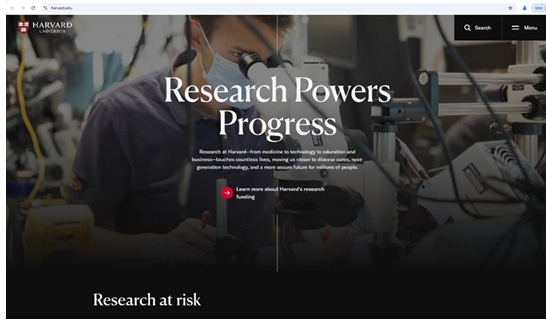 harvard.edu
HARVARD
UNIVERSITY
Search
Menu
Research Powers
Progress
Research at Harvard—from medicine to technology to education and
business—touches countless lives, moving us closer to disease cures, next-
generation technology, and a more secure future for millions of people.
Learn more about Harvard's research
funding
Research at risk